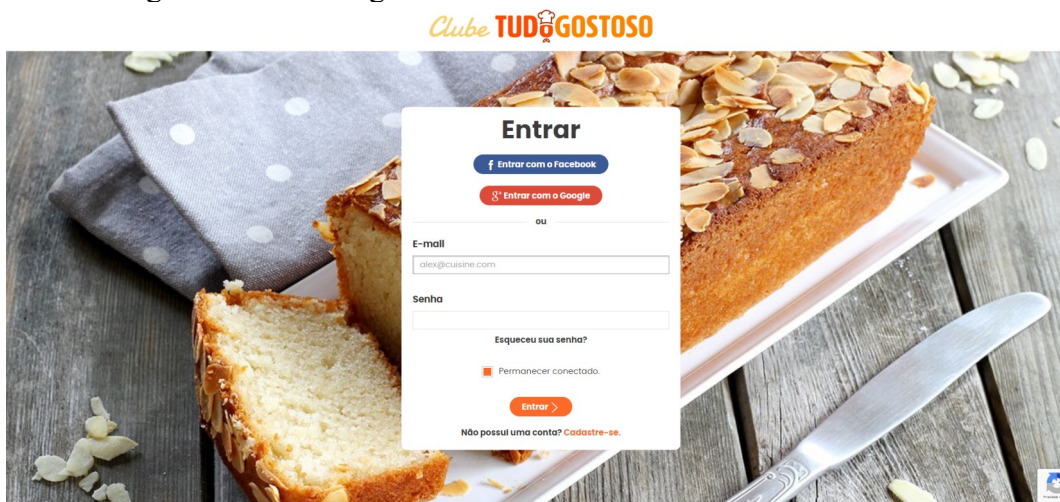 Clube TUDOGOSTOSO
Entrar
f Entrar com o Facebook
g+ Entrar com o Google
ou
E-mail
alex@cuisine.com
Senha
Esqueceu sua senha?
Permanecer conectado.
Entrar >
Não possui uma conta? Cadastre-se.